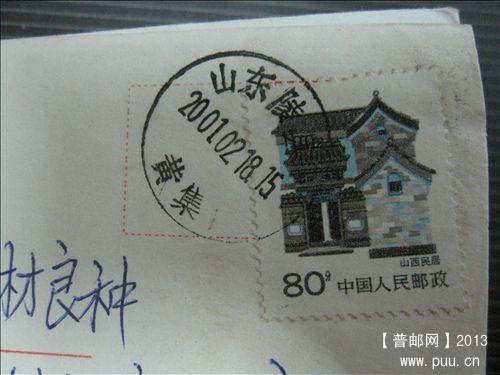 山东陵
2001.02.18.15
黄集
山西民居
80分 中国人民邮政
材良种
【普邮网】2013
www.puu.cn